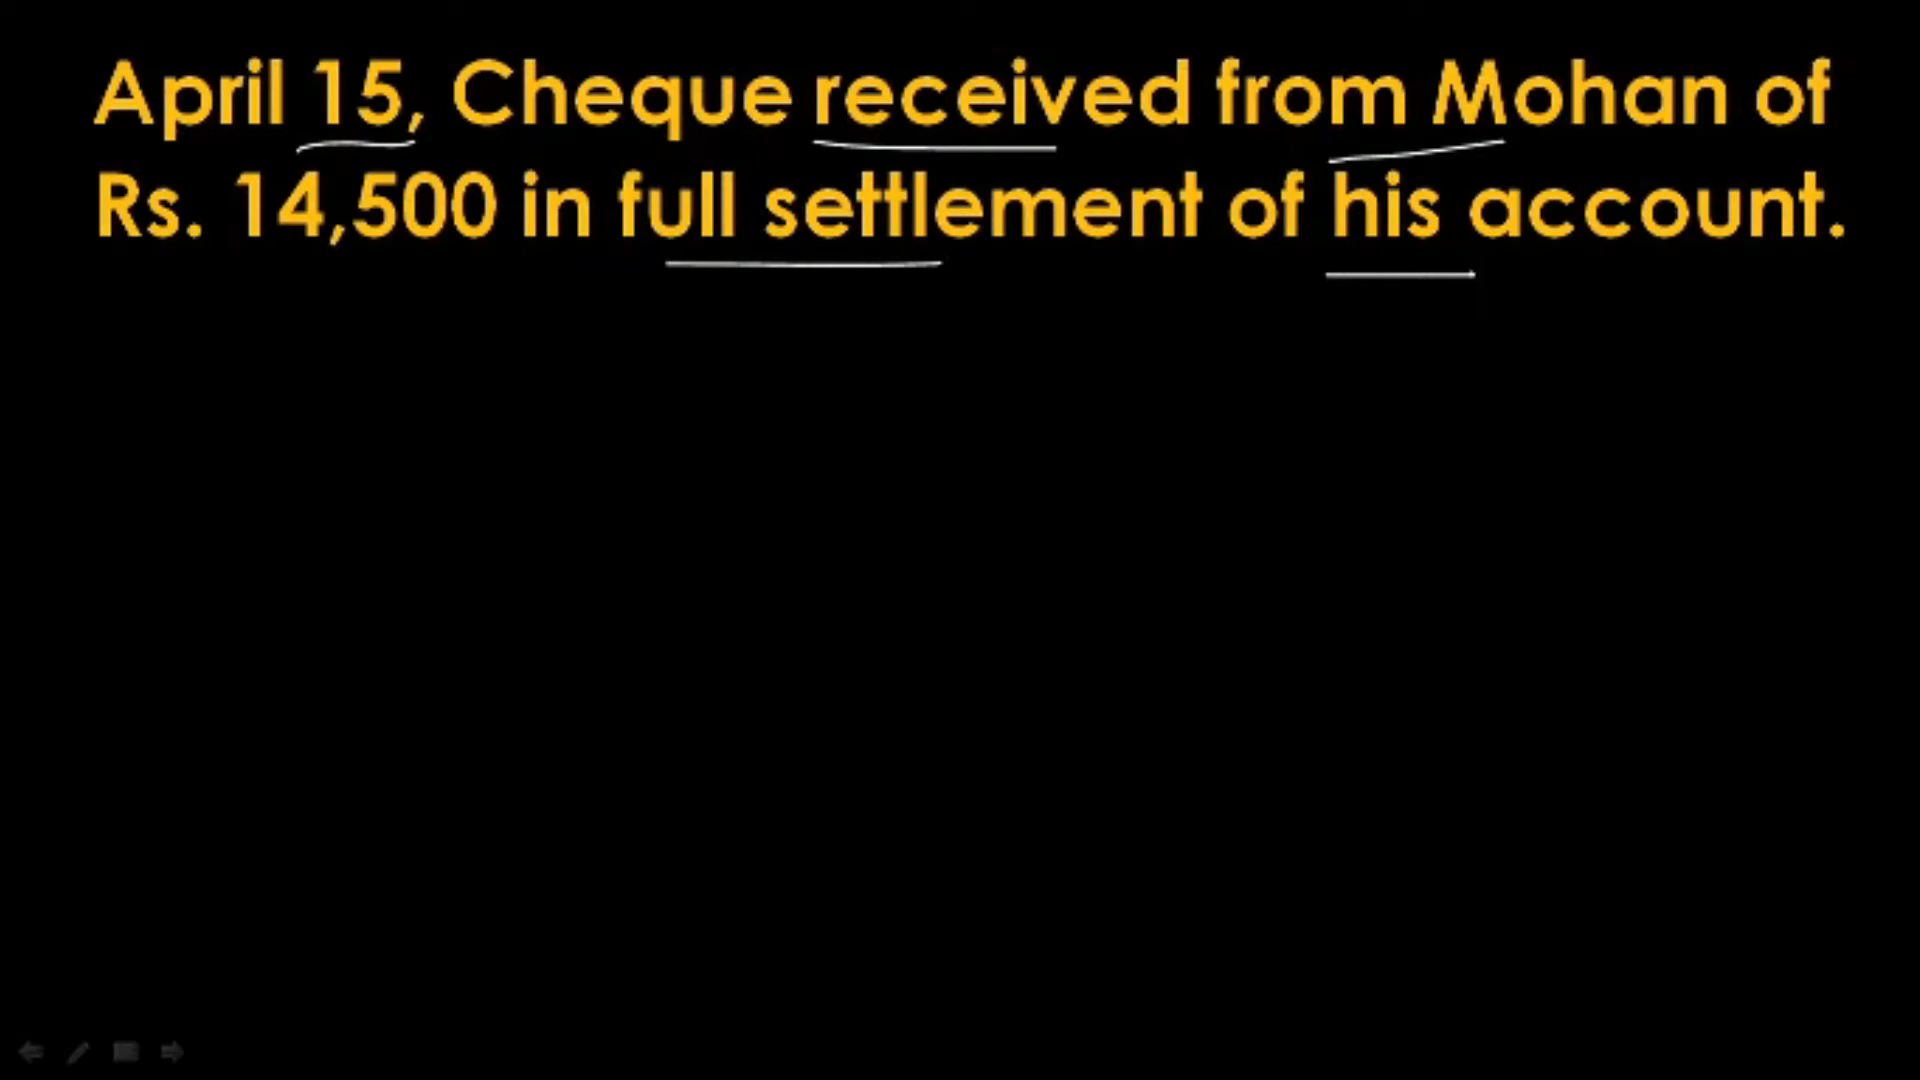 April 15, Cheque received from Mohan of
Rs. 14,500 in full settlement of his account.